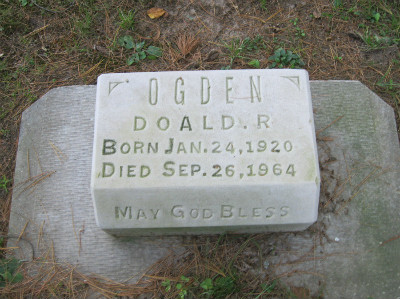 OGDEN
DOALD.R
BORN JAN.24,1920
DIED SEP.26,1964
MAY GOD BLESS